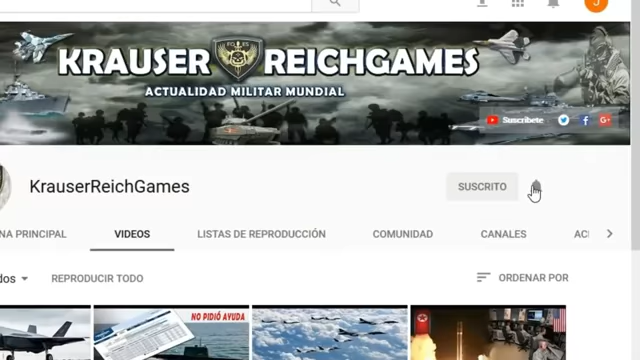 J
KRAUSER REICHGAMES
ACTUALIDAD MILITAR MUNDIAL
Suscribete
KrauserReichGames
SUSCRITO
NA PRINCIPAL
VIDEOS
LISTAS DE REPRODUCCIÓN
COMUNIDAD
CANALES
AC
dos
REPRODUCIR TODO
ORDENAR POR
NO PIDIÓ AYUDA